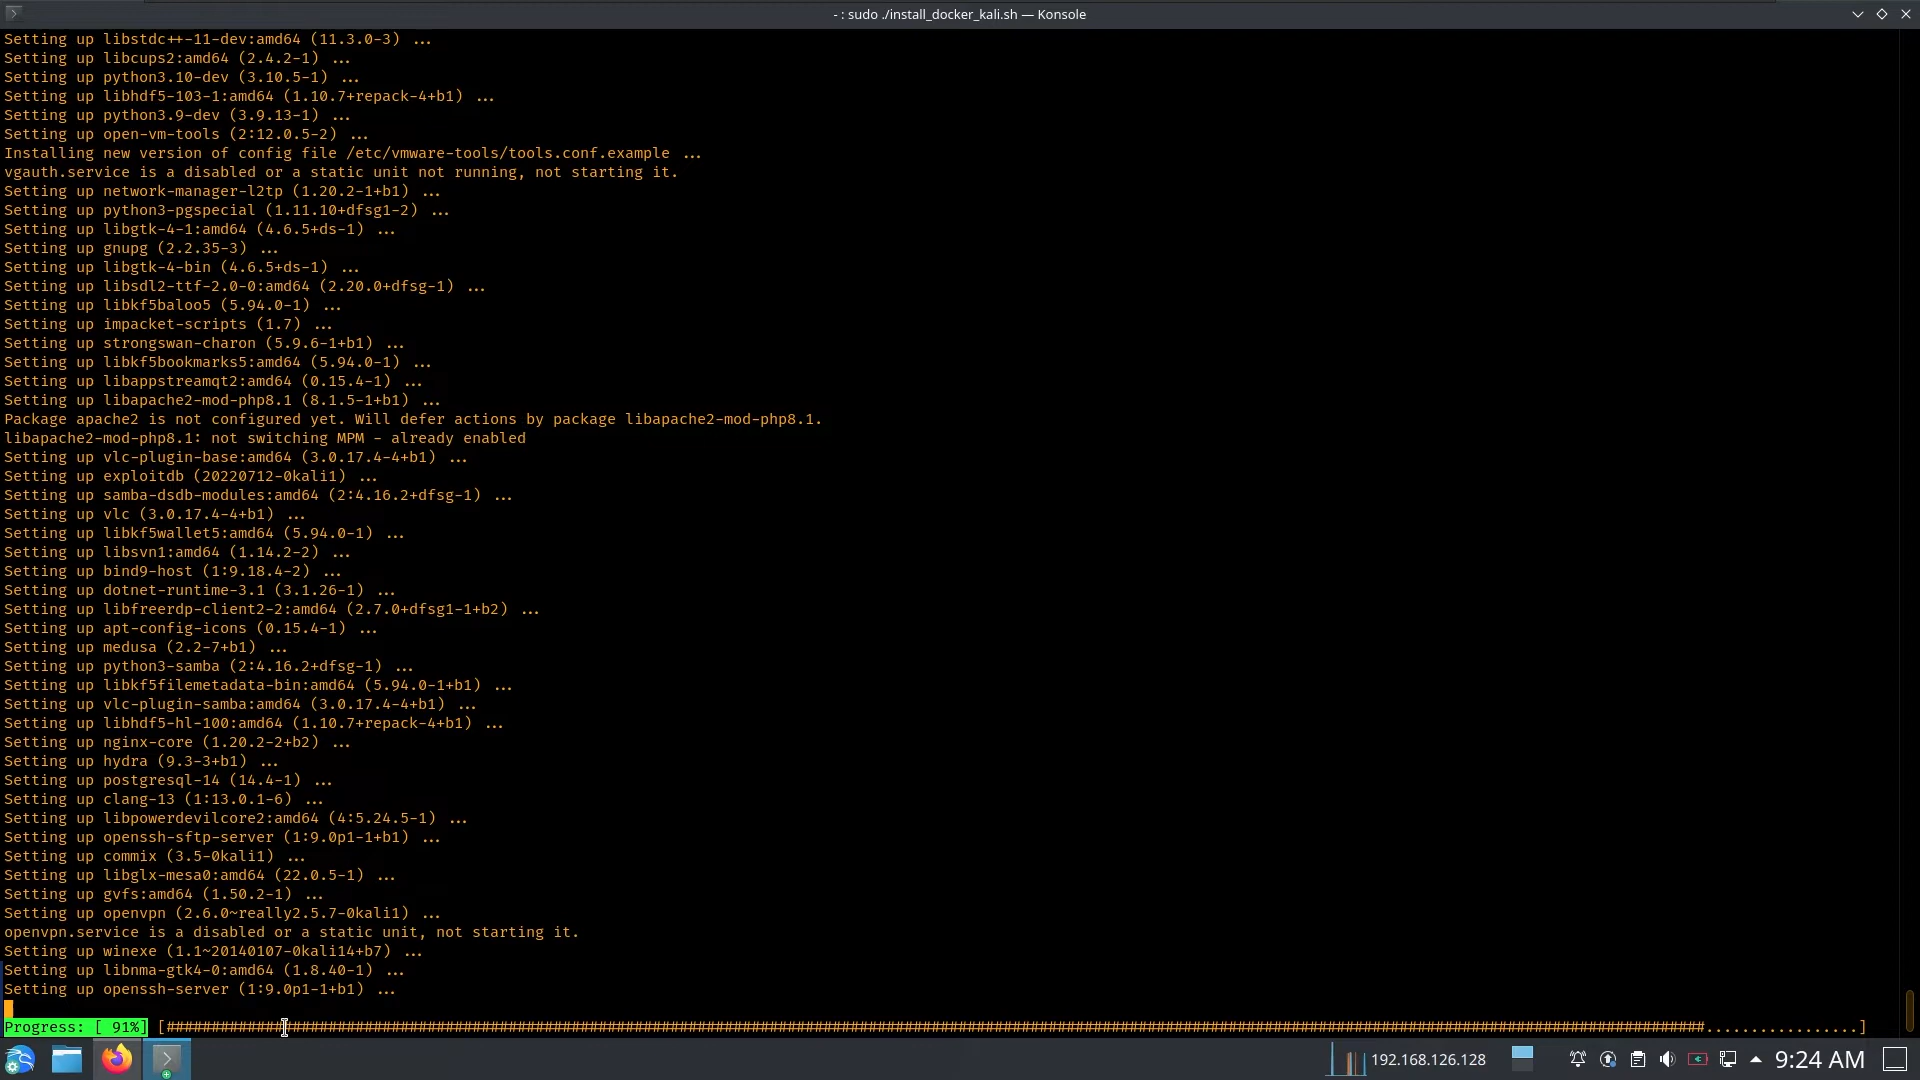 - : sudo ./install_docker_kali.sh — Konsole
Setting up libstdc++-11-dev:amd64 (11.3.0-3) ...
Setting up libcups2:amd64 (2.4.2-1) ...
Setting up python3.10-dev (3.10.5-1) ...
Setting up libhdf5-103-1:amd64 (1.10.7+repack-4+b1) ...
Setting up python3.9-dev (3.9.13-1) ...
Setting up open-vm-tools (2:12.0.5-2) ...
Installing new version of config file /etc/vmware-tools/tools.conf.example ...
vgauth.service is a disabled or a static unit not running, not starting it.
Setting up network-manager-l2tp (1.20.2-1+b1) ...
Setting up python3-pgspecial (1.11.10+dfsg1-2) ...
Setting up libgtk-4-1:amd64 (4.6.5+ds-1) ...
Setting up gnupg (2.2.35-3) ...
Setting up libgtk-4-bin (4.6.5+ds-1) ...
Setting up libsdl2-ttf-2.0-0:amd64 (2.20.0+dfsg-1) ...
Setting up libkf5baloo5 (5.94.0-1) ...
Setting up impacket-scripts (1.7) ...
Setting up strongswan-charon (5.9.6-1+b1) ...
Setting up libkf5bookmarks5:amd64 (5.94.0-1) ...
Setting up libappstreamqt2:amd64 (0.15.4-1) ...
Setting up libapache2-mod-php8.1 (8.1.5-1+b1) ...
Package apache2 is not configured yet. Will defer actions by package libapache2-mod-php8.1.
libapache2-mod-php8.1: not switching MPM - already enabled
Setting up vlc-plugin-base:amd64 (3.0.17.4-4+b1) ...
Setting up exploitdb (20220712-0kali1) ...
Setting up samba-dsdb-modules:amd64 (2:4.16.2+dfsg-1) ...
Setting up vlc (3.0.17.4-4+b1) ...
Setting up libkf5wallet5:amd64 (5.94.0-1) ...
Setting up libsvn1:amd64 (1.14.2-2) ...
Setting up bind9-host (1:9.18.4-2) ...
Setting up dotnet-runtime-3.1 (3.1.26-1) ...
Setting up libfreerdp-client2-2:amd64 (2.7.0+dfsg1-1+b2) ...
Setting up apt-config-icons (0.15.4-1) ...
Setting up medusa (2.2-7+b1) ...
Setting up python3-samba (2:4.16.2+dfsg-1) ...
Setting up libkf5filemetadata-bin:amd64 (5.94.0-1+b1) ...
Setting up vlc-plugin-samba:amd64 (3.0.17.4-4+b1) ...
Setting up libhdf5-hl-100:amd64 (1.10.7+repack-4+b1) ...
Setting up nginx-core (1.20.2-2+b2) ...
Setting up hydra (9.3-3+b1) ...
Setting up postgresql-14 (14.4-1) ...
Setting up clang-13 (1:13.0.1-6) ...
Setting up libpowerdevilcore2:amd64 (4:5.24.5-1) ...
Setting up openssh-sftp-server (1:9.0p1-1+b1) ...
Setting up commix (3.5-0kali1) ...
Setting up libglx-mesa0:amd64 (22.0.5-1) ...
Setting up gvfs:amd64 (1.50.2-1) ...
Setting up openvpn (2.6.0~really2.5.7-0kali1) ...
openvpn.service is a disabled or a static unit, not starting it.
Setting up winexe (1.1~20140107-0kali14+b7) ...
Setting up libnma-gtk4-0:amd64 (1.8.40-1) ...
Setting up openssh-server (1:9.0p1-1+b1) ...
Progress: [ 91%]
192.168.126.128
9:24 AM